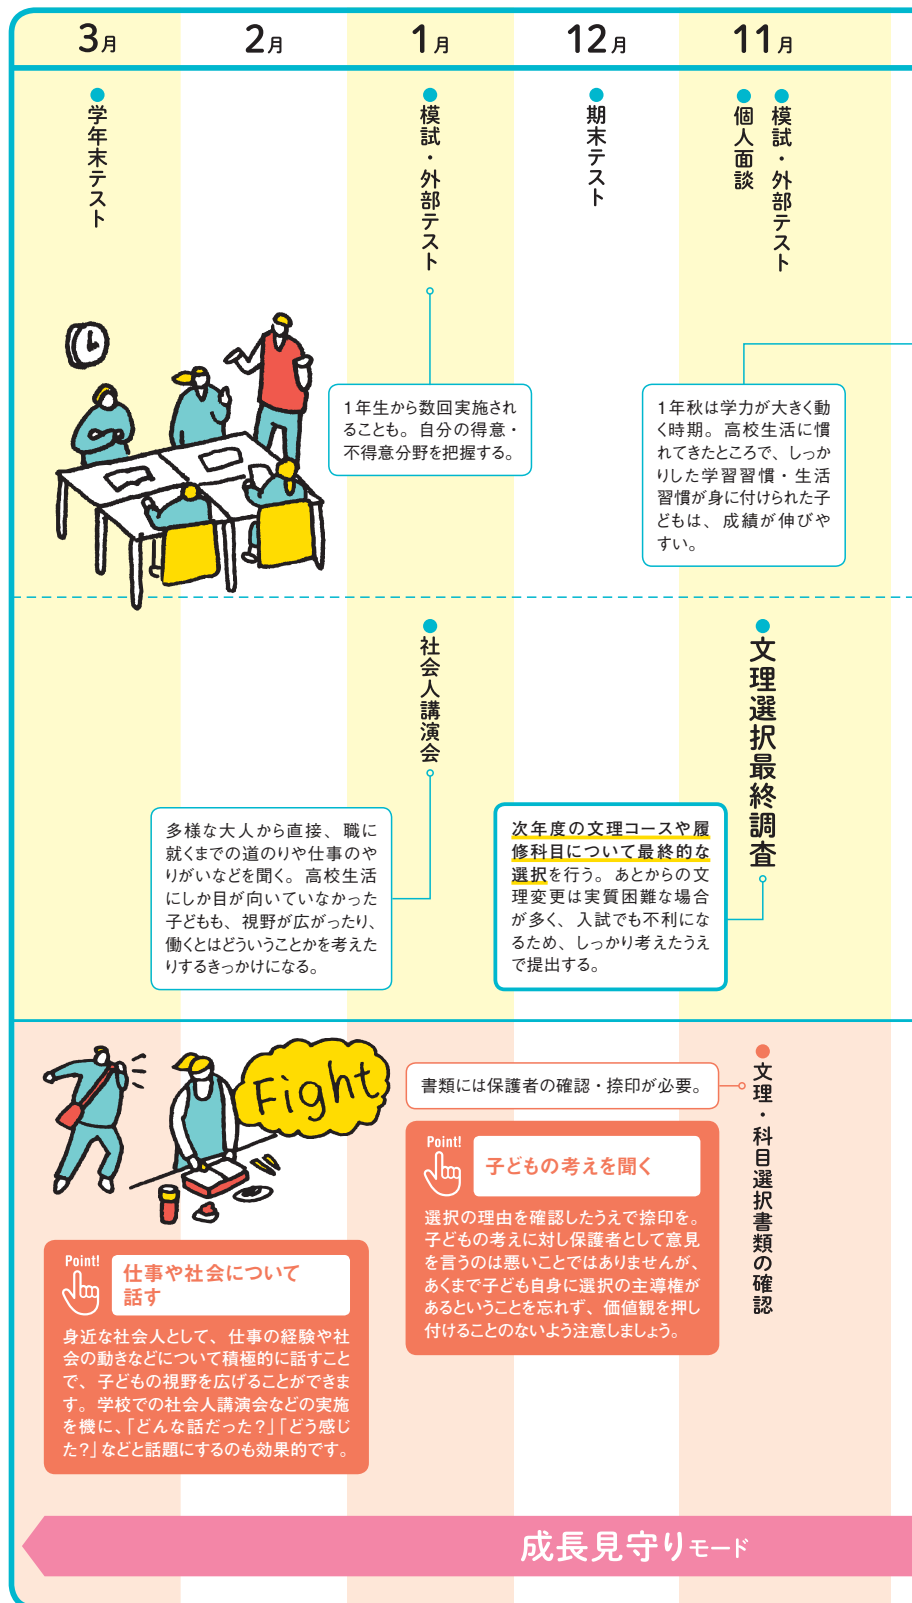 11月
12月
1月
2月
3月
模試・外部テスト
個人面談
1年秋は学力が大きく動
く時期。高校生活に慣
れてきたところで、しっか
りした学習習慣・生活
習慣が身に付けられた子
どもは、成績が伸びや
すい。
期末テスト
模試・外部テスト
1年生から数回実施され
ることも。自分の得意・
不得意分野を把握する。
学年末テスト
文理選択最終調査
次年度の文理コースや履
修科目について最終的な
選択を行う。あとからの文
理変更は実質困難な場合
が多く、入試でも不利にな
るため、しっかり考えたうえ
で提出する。
社会人講演会
多様な大人から直接、職に
就くまでの道のりや仕事のや
りがいなどを聞く。高校生活
にしか目が向いていなかった
子どもも、視野が広がったり、
働くとはどういうことかを考えた
りするきっかけになる。
文理・科目選択書類の確認
書類には保護者の確認・捺印が必要。
Point!
子どもの考えを聞く
選択の理由を確認したうえで捺印を。
子どもの考えに対し保護者として意見
を言うのは悪いことではありませんが、
あくまで子ども自身に選択の主導権が
あるということを忘れず、価値観を押し
付けることのないよう注意しましょう。
Fight
Point!
仕事や社会について
話す
身近な社会人として、仕事の経験や社
会の動きなどについて積極的に話すこと
で、子どもの視野を広げることができま
す。学校での社会人講演会などの実施
を機に、「どんな話だった?」「どう感じ
た?」などと話題にするのも効果的です。
成長見守りモード